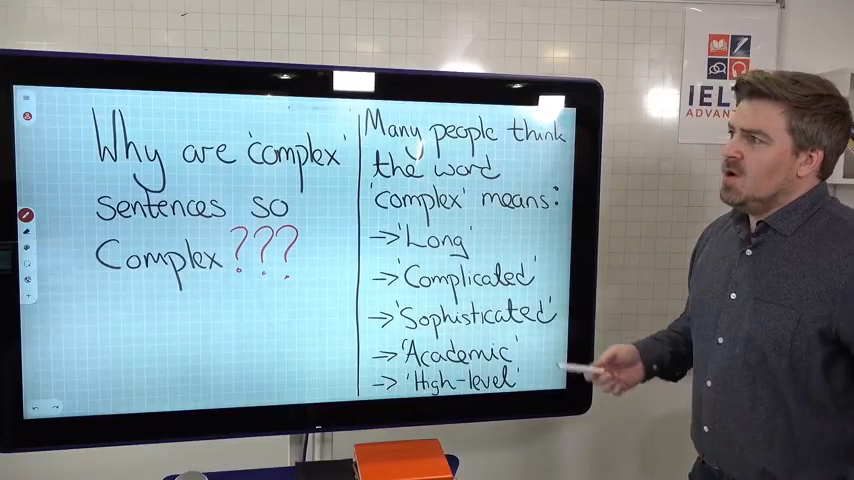 Why are 'complex'
sentences so
Complex???
Many people think
the word
'complex' means:
→'Long'
→'Complicated'
→'Sophisticated'
→'Academic'
→'High-level'
IEL
ADVAN